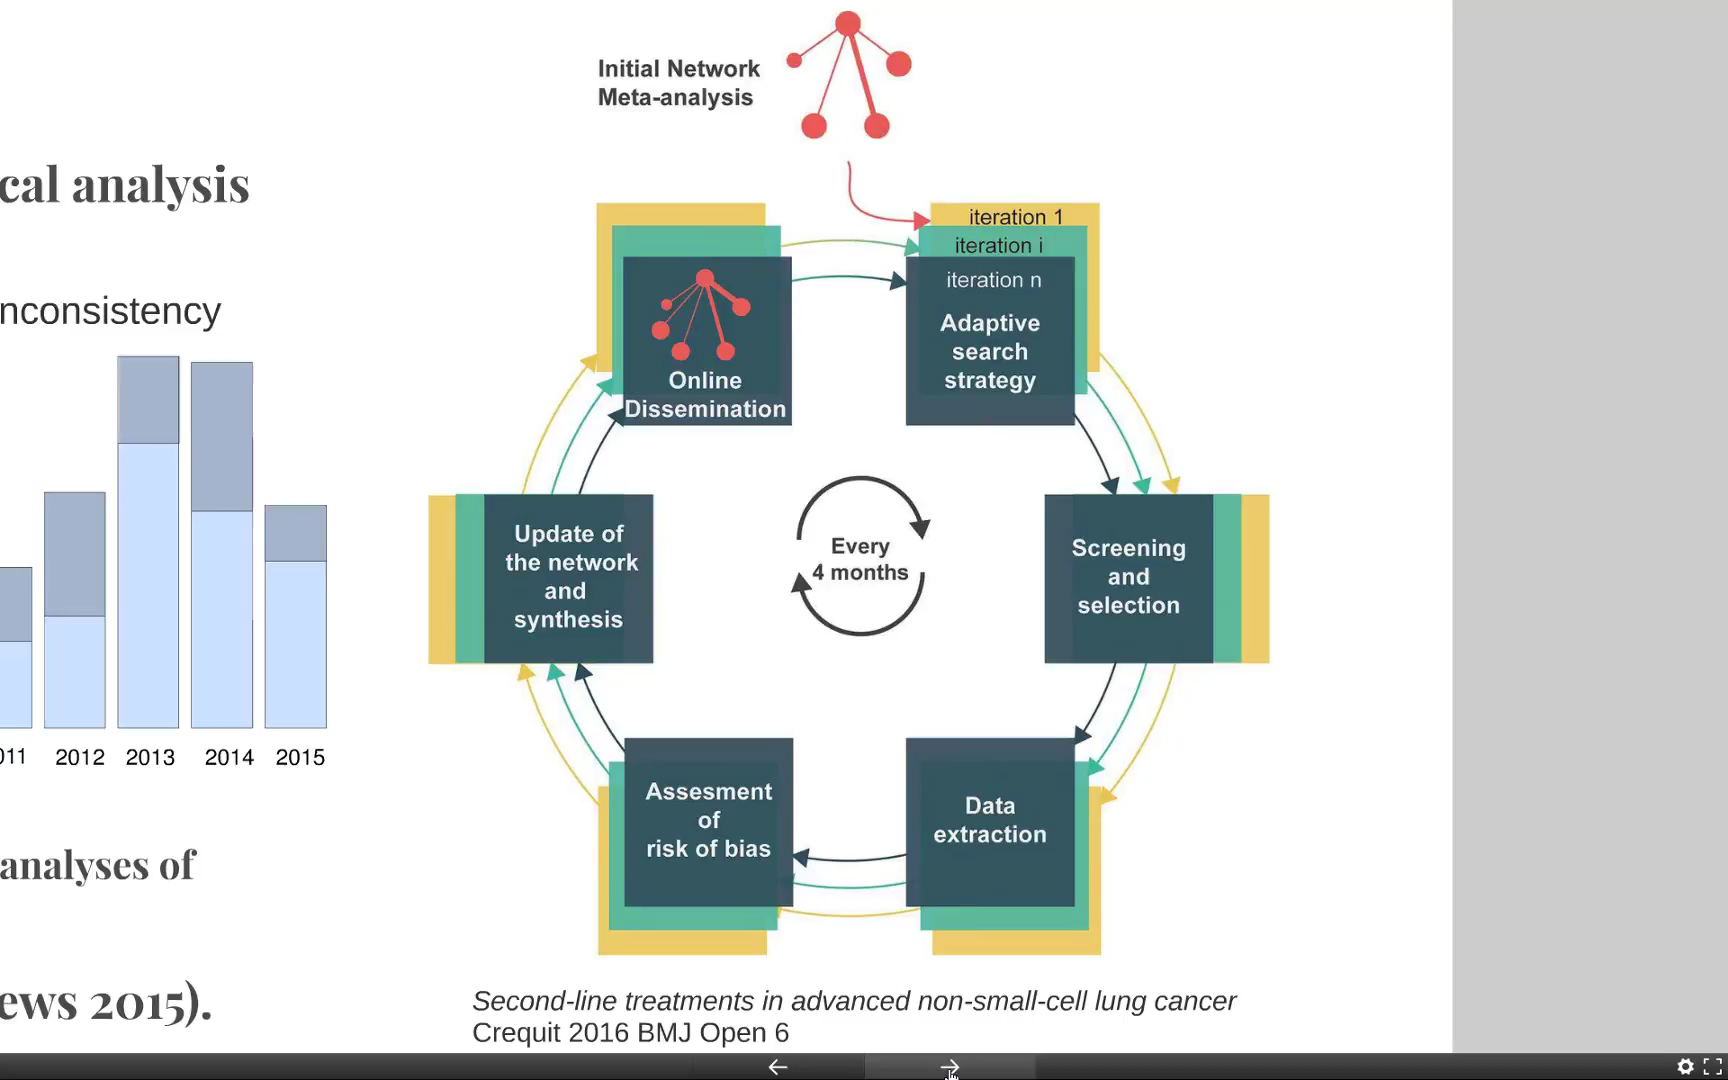 cal analysis
nconsistency
011 2012 2013 2014 2015
analyses of
ews 2015).
Initial Network
Meta-analysis
iteration 1
iteration i
iteration n
Adaptive
search
strategy
Screening
and
selection
Data
extraction
Assesment
of
risk of bias
Update of
the network
and
synthesis
Online
Dissemination
Every
4 months
Second-line treatments in advanced non-small-cell lung cancer
Crequit 2016 BMJ Open 6